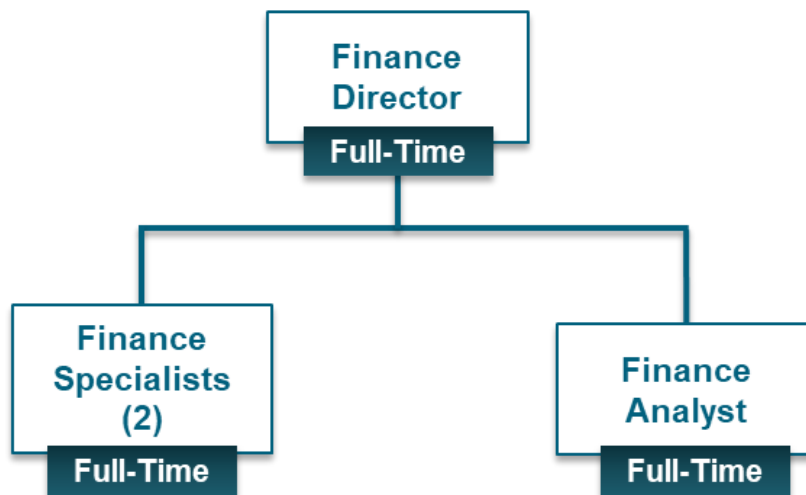 Finance
Director
Full-Time
Finance
Specialists
(2)
Full-Time
Finance
Analyst
Full-Time